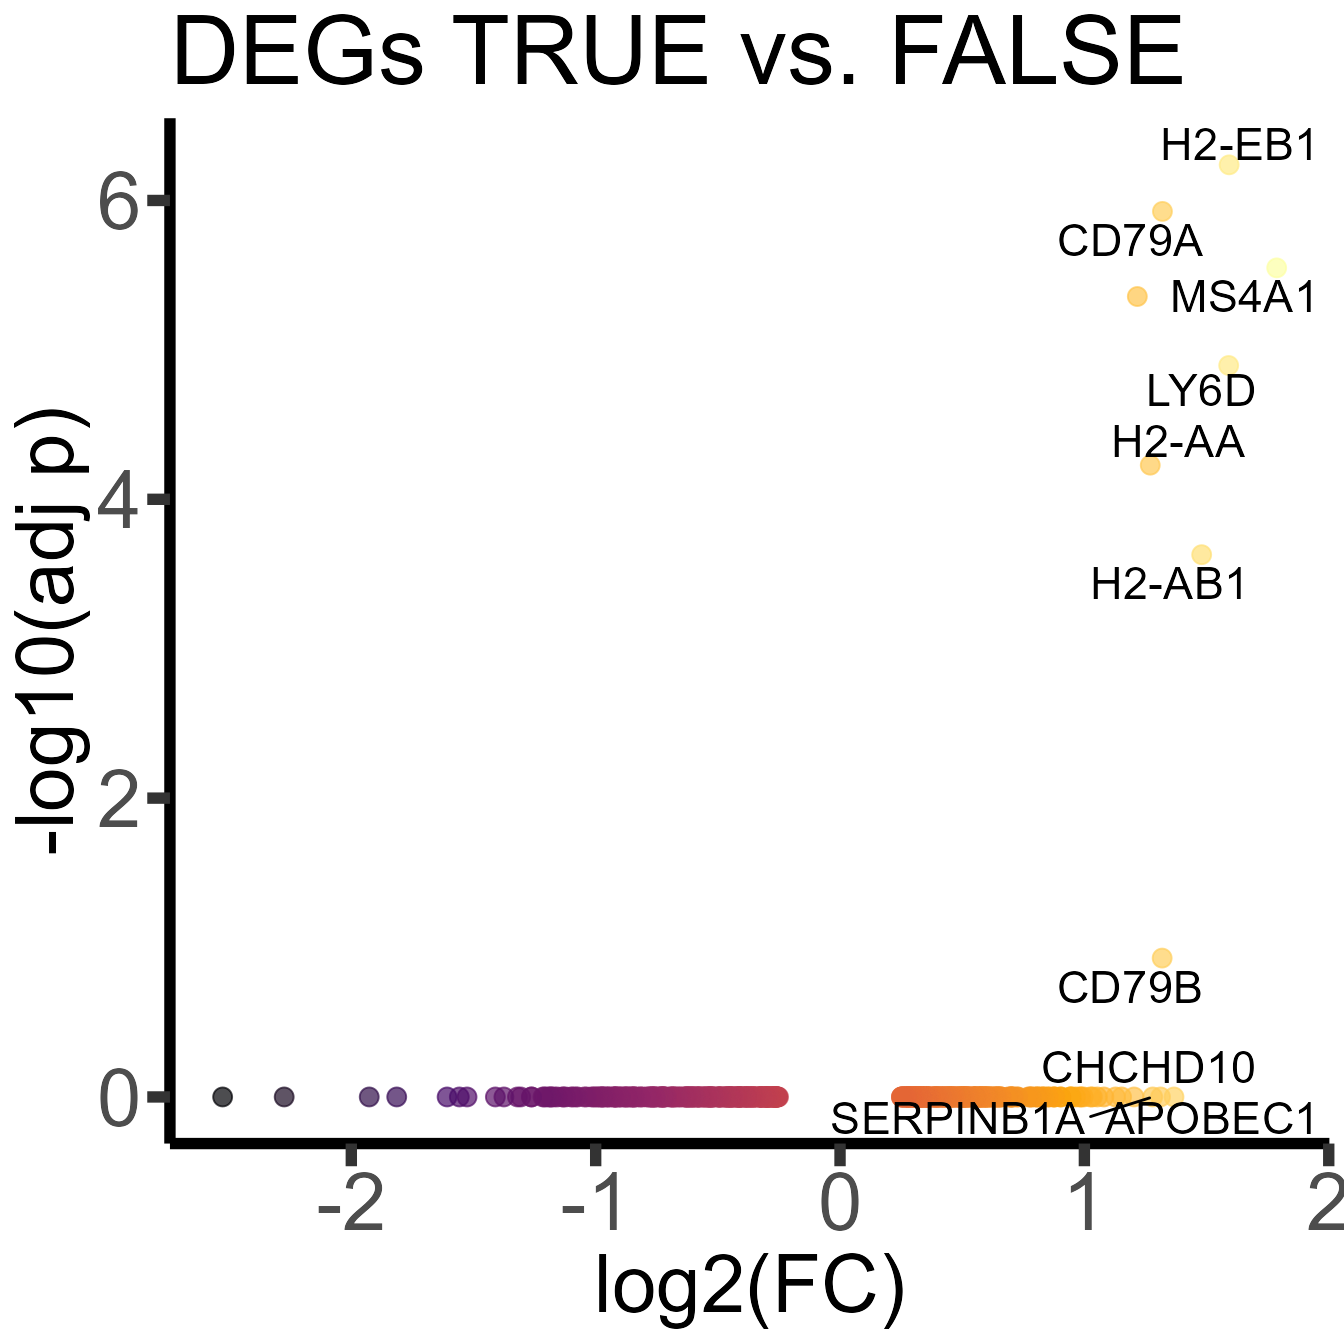 DEGs TRUE vs. FALSE
-log10(adj p)
6
4
2
0
H2-EB1
CD79A
MS4A1
LY6D
H2-AA
H2-AB1
CD79B
CHCHD10
SERPINB1A APOBEC1
-2 -1 0 1 2
log2(FC)